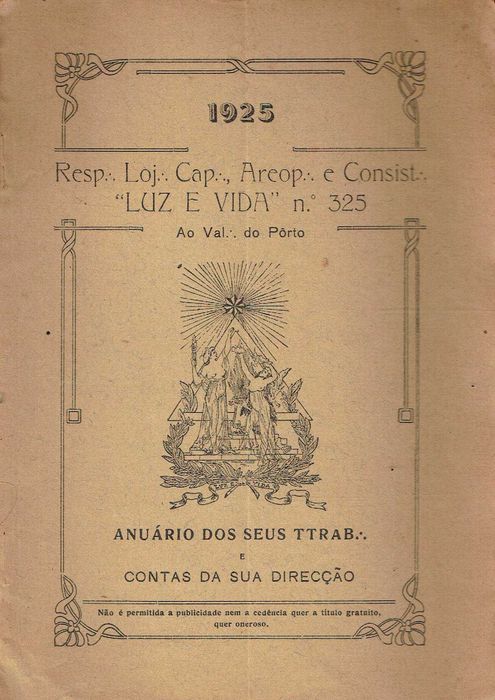 1925
Resp∴ Loj∴ Cap∴, Areop∴ e Consist∴
"LUZ E VIDA" n.º 325
Ao Val∴ do Pôrto
ANUÁRIO DOS SEUS TTRAB∴
E
CONTAS DA SUA DIRECÇÃO
Não é permitida a publicidade nem a cedência quer a título gratuito,
quer oneroso.